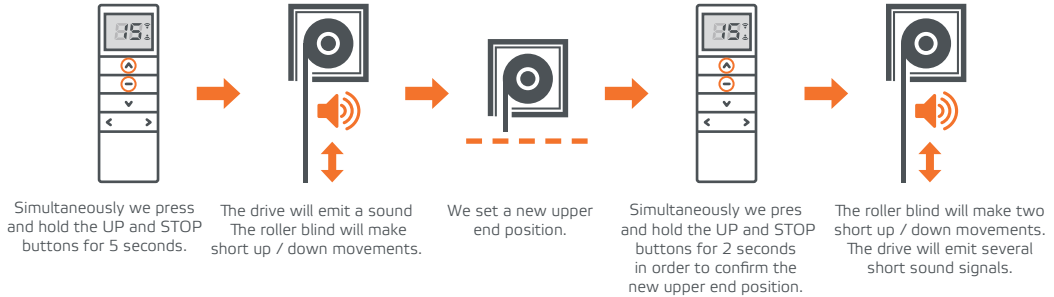 15
15
Simultaneously we press
and hold the UP and STOP
buttons for 5 seconds.
The drive will emit a sound
The roller blind will make
short up / down movements.
We set a new upper
end position.
Simultaneously we pres
and hold the UP and STOP
buttons for 2 seconds
in order to confirm the
new upper end position.
The roller blind will make two
short up / down movements.
The drive will emit several
short sound signals.